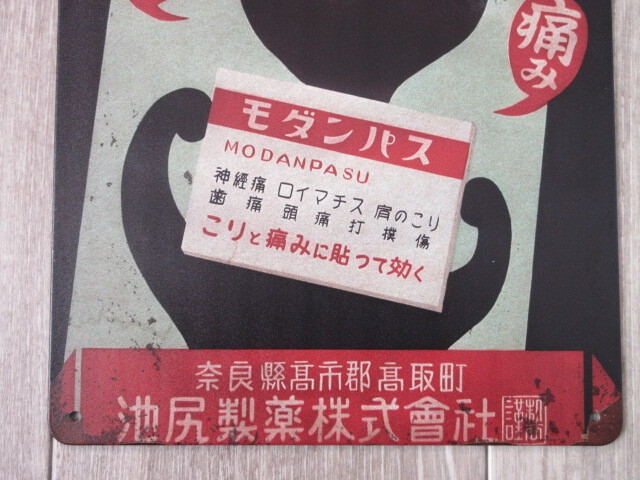 痛み
モダンパス
MODANPASU
神經痛 ロイマチス 肩のこり
歯痛 頭痛 打撲傷
こりと痛みに貼って効く
奈良縣高市郡高取町
池尻製薬株式會社